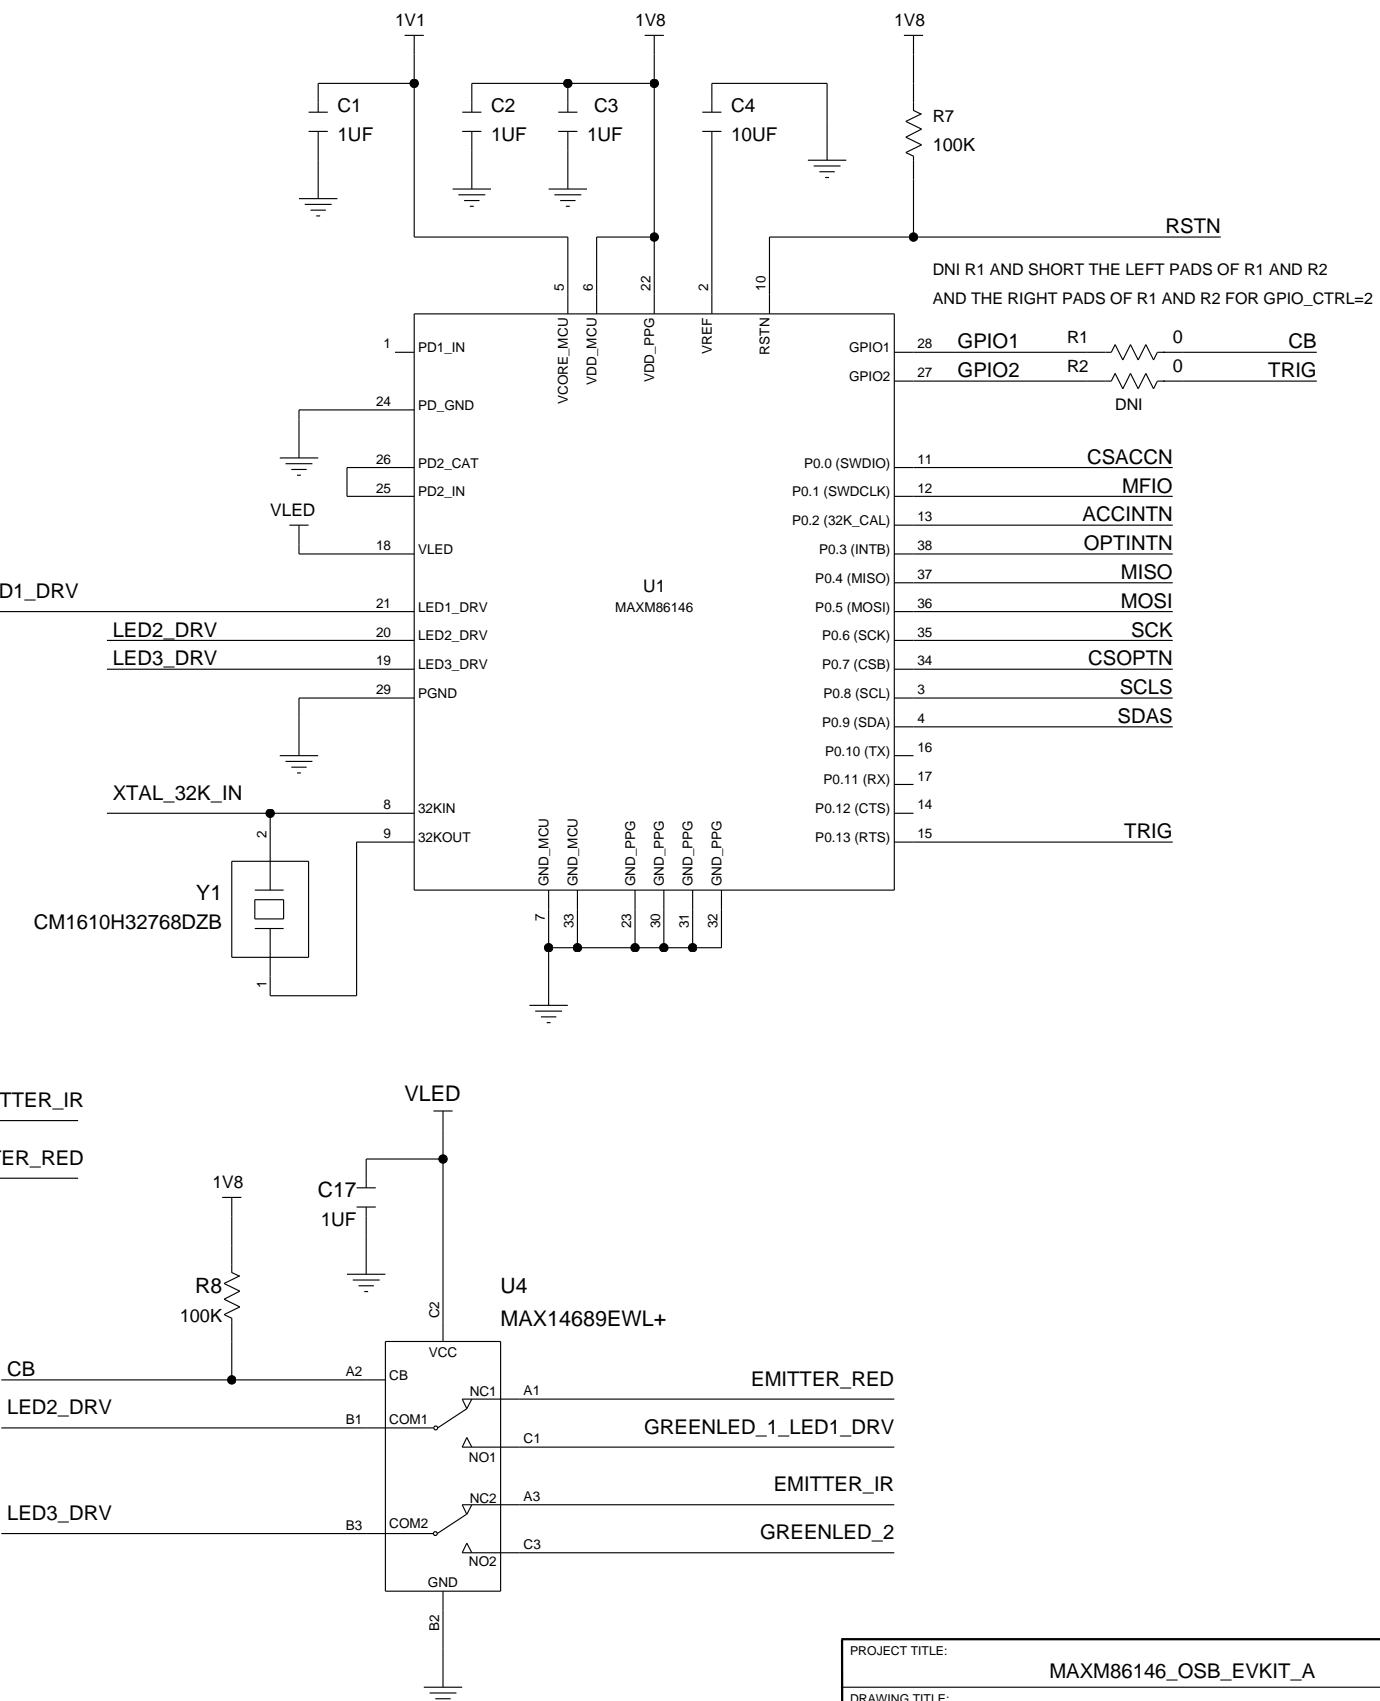 1V1
1V8
1V8
C1
1UF
C2
1UF
C3
1UF
C4
10UF
R7
100K
RSTN
DNI R1 AND SHORT THE LEFT PADS OF R1 AND R2
AND THE RIGHT PADS OF R1 AND R2 FOR GPIO_CTRL=2
5
6
22
2
10
VCORE_MCU
VDD_MCU
VDD_PPG
VREF
RSTN
1 PD1_IN
24 PD_GND
26 PD2_CAT
25 PD2_IN
VLED
18 VLED
D1_DRV
21 LED1_DRV
LED2_DRV 20 LED2_DRV
LED3_DRV 19 LED3_DRV
29 PGND
XTAL_32K_IN 8 32KIN
9 32KOUT
2
Y1
CM1610H32768DZB
1
U1
MAXM86146
GPIO1 28 GPIO1 R1 0 CB
GPIO2 27 GPIO2 R2 0 TRIG
DNI
P0.0 (SWDIO) 11 CSACCN
P0.1 (SWDCLK) 12 MFIO
P0.2 (32K_CAL) 13 ACCINTN
P0.3 (INTB) 38 OPTINTN
P0.4 (MISO) 37 MISO
P0.5 (MOSI) 36 MOSI
P0.6 (SCK) 35 SCK
P0.7 (CSB) 34 CSOPTN
P0.8 (SCL) 3 SCLS
P0.9 (SDA) 4 SDAS
P0.10 (TX) 16
P0.11 (RX) 17
P0.12 (CTS) 14
P0.13 (RTS) 15 TRIG
GND_MCU
GND_MCU
GND_PPG
GND_PPG
GND_PPG
GND_PPG
7
33
23
30
31
32
TTER_IR
TER_RED
VLED
1V8
C17
1UF
R8
100K
C2
U4
MAX14689EWL+
VCC
CB A2 CB
LED2_DRV B1 COM1
NC1 A1 EMITTER_RED
NO1 C1 GREENLED_1_LED1_DRV
LED3_DRV B3 COM2
NC2 A3 EMITTER_IR
NO2 C3 GREENLED_2
GND
B2
PROJECT TITLE:
MAXM86146_OSB_EVKIT_A
DRAWING TITLE: